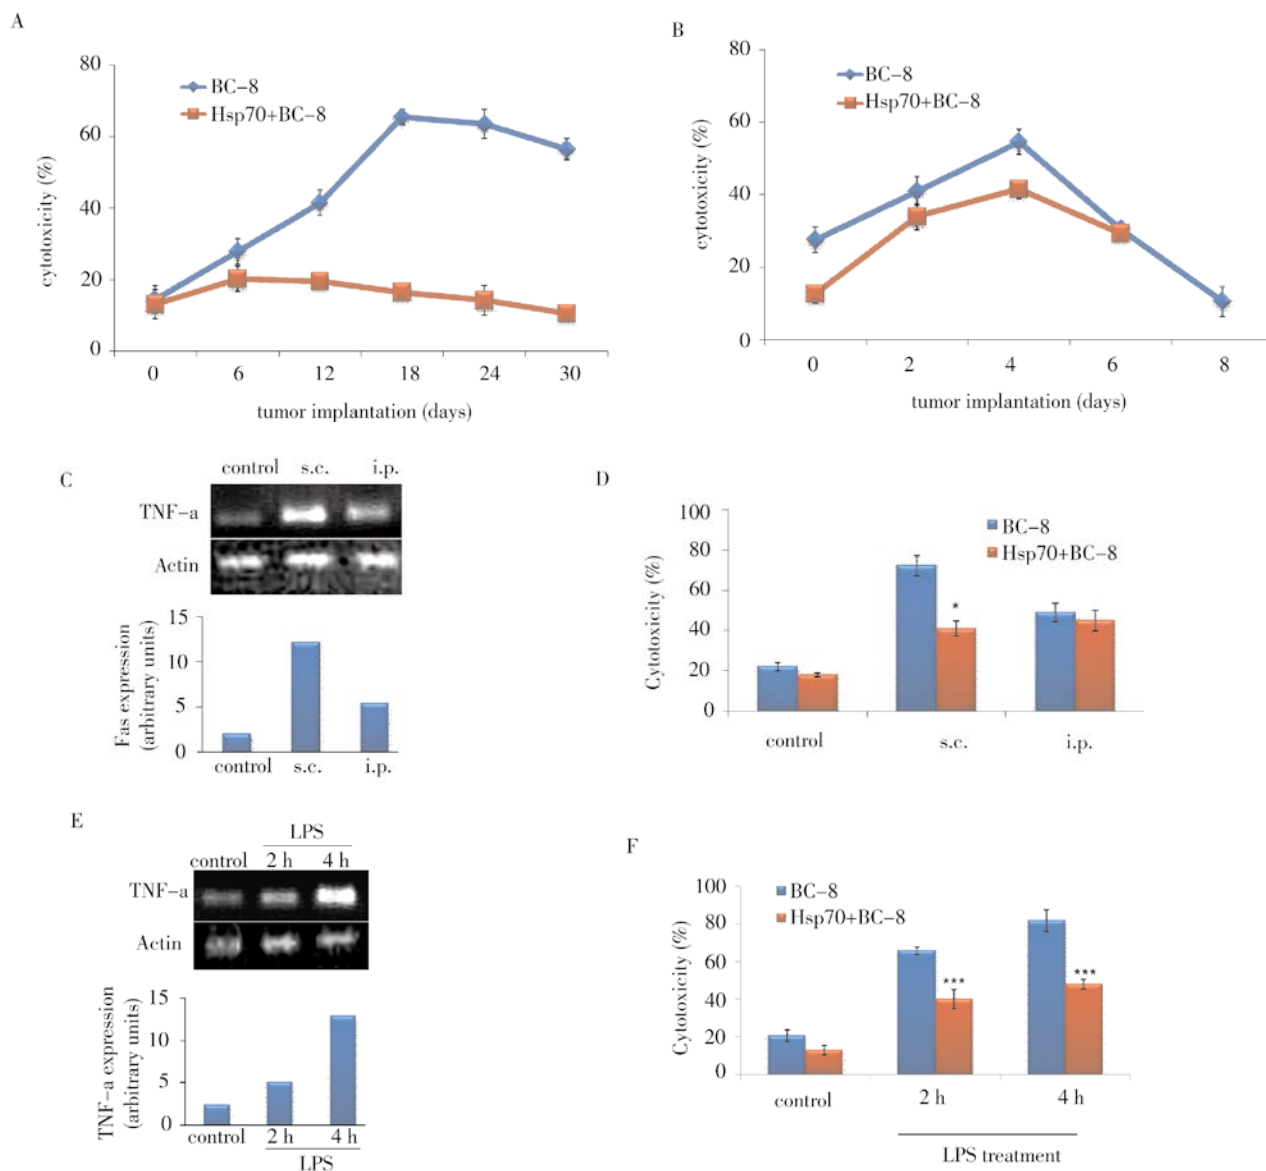 A
80
60
40
20
0
cytotoxicity (%)
BC–8
Hsp70+BC–8
0 6 12 18 24 30
tumor implantation (days)
B
80
60
40
20
0
cytotoxicity (%)
BC–8
Hsp70+BC–8
0 2 4 6 8
tumor implantation (days)
C
control s.c. i.p.
TNF–a
Actin
Fas expression
(arbitrary units)
15
10
5
0
control s.c. i.p.
D
100
80
60
40
20
0
Cytotoxicity (%)
BC–8
Hsp70+BC–8
*
control s.c. i.p.
E
LPS
control 2 h 4 h
TNF–a
Actin
TNF–a expression
(arbitrary units)
15
10
5
0
control 2 h 4 h
LPS
F
100
80
60
40
20
0
Cytotoxicity (%)
BC–8
Hsp70+BC–8
*** ***
control 2 h 4 h
LPS treatment